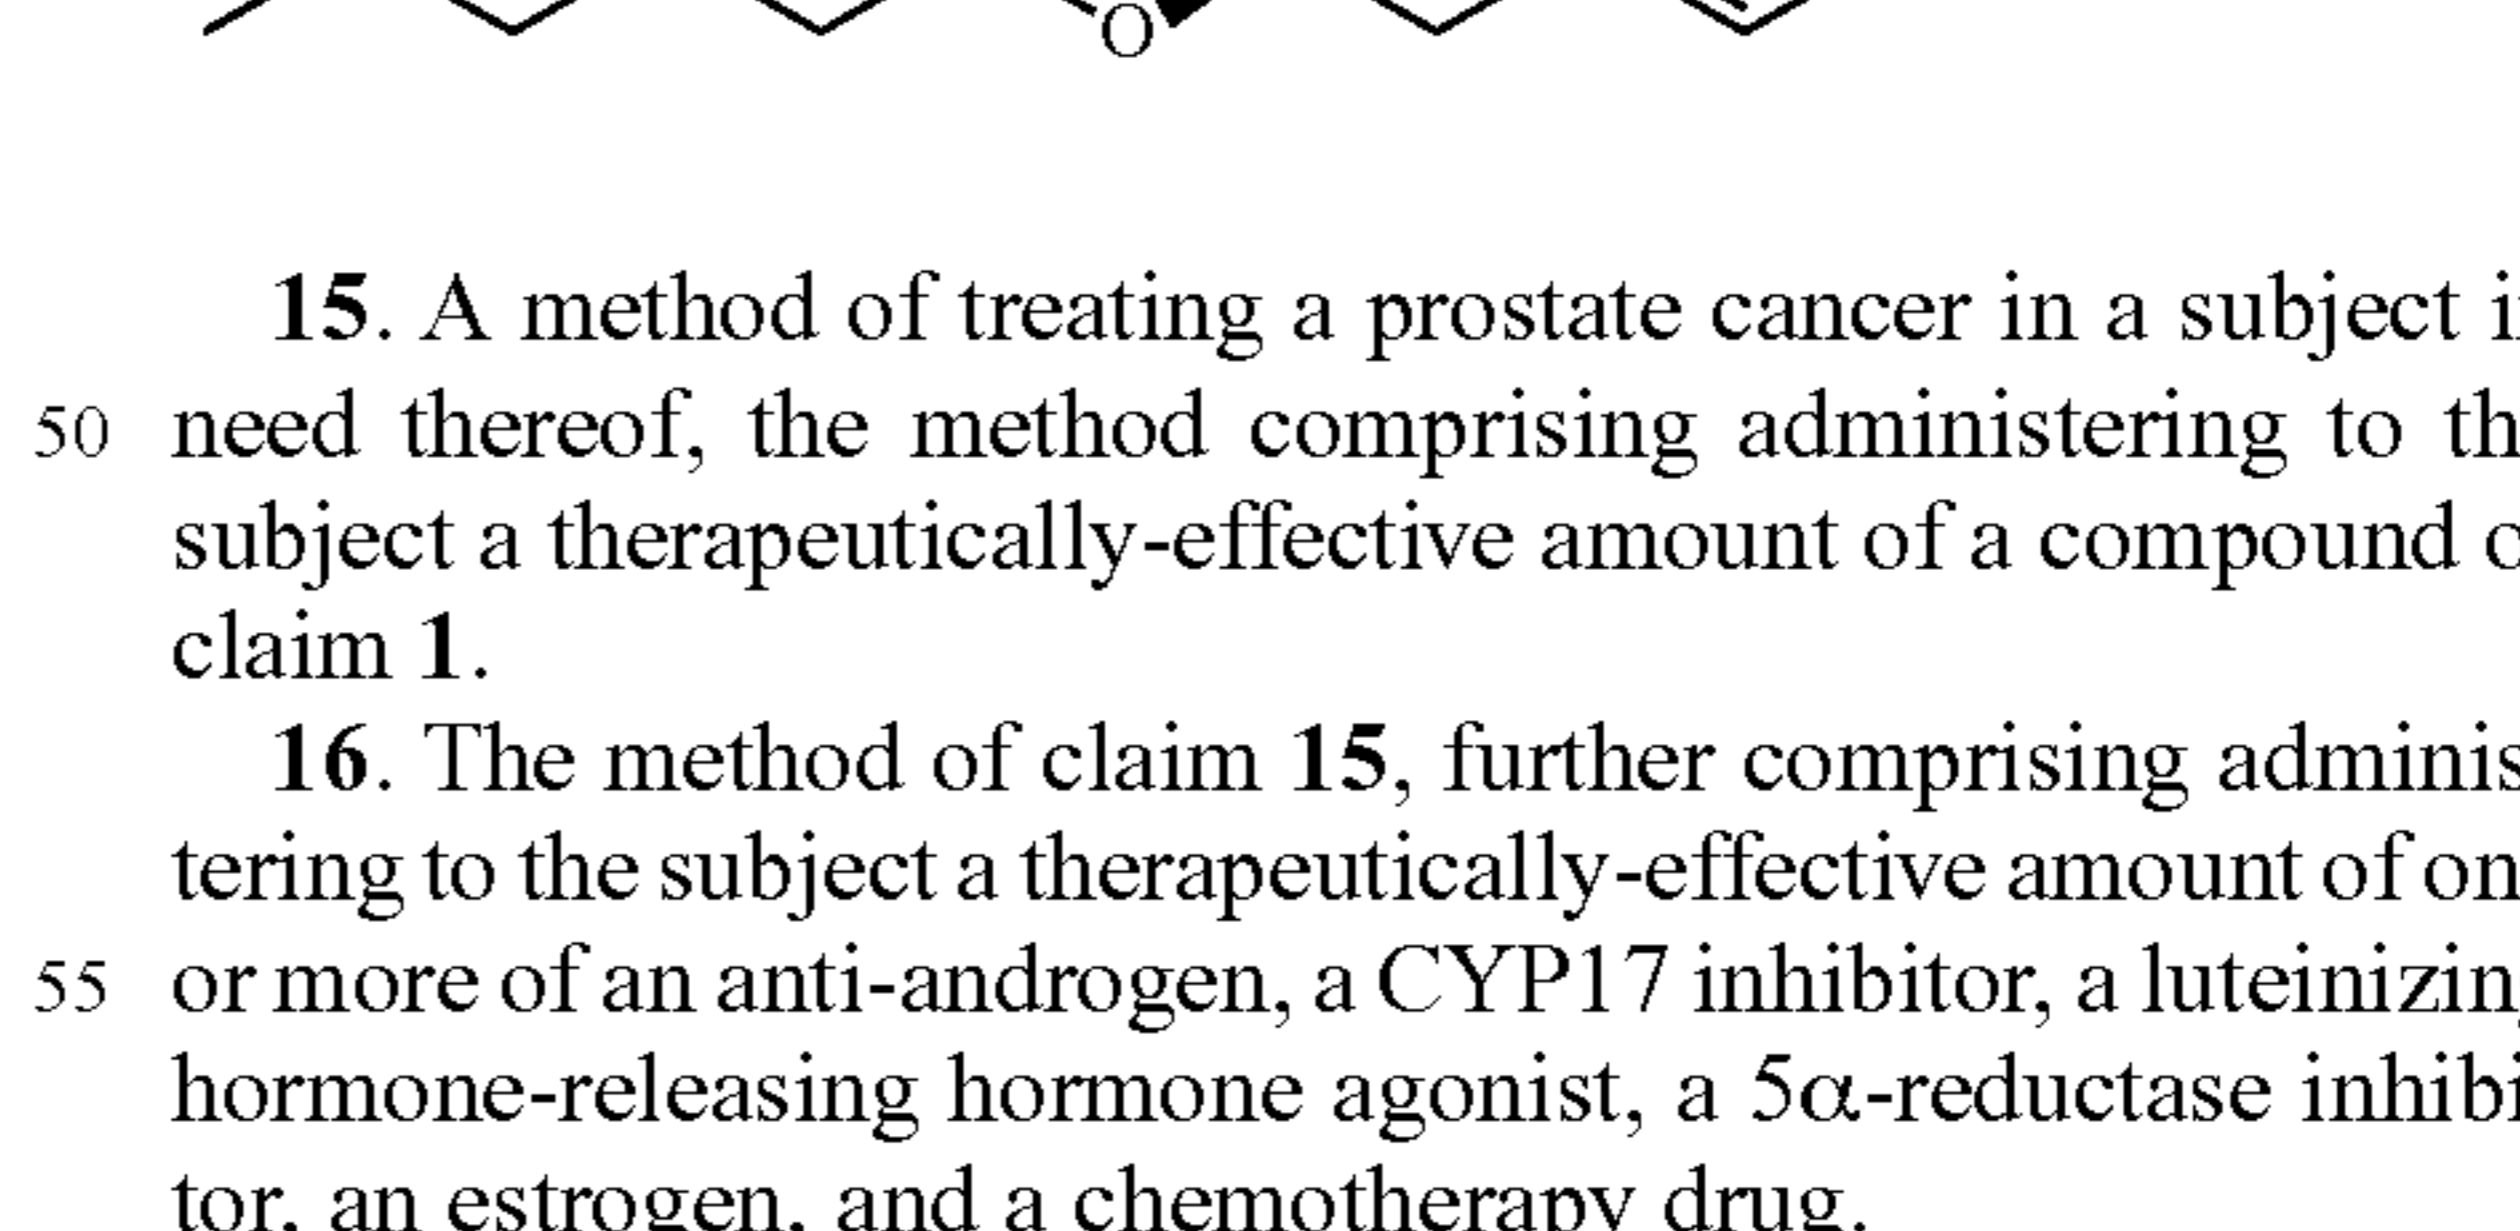 O
15. A method of treating a prostate cancer in a subject
50 need thereof, the method comprising administering to
subject a therapeutically-effective amount of a compound
claim 1.
16. The method of claim 15, further comprising adminis
tering to the subject a therapeutically-effective amount of
55 or more of an anti-androgen, a CYP17 inhibitor, a luteinizin
hormone-releasing hormone agonist, a 5α-reductase inhibi
tor, an estrogen, and a chemotherapy drug.